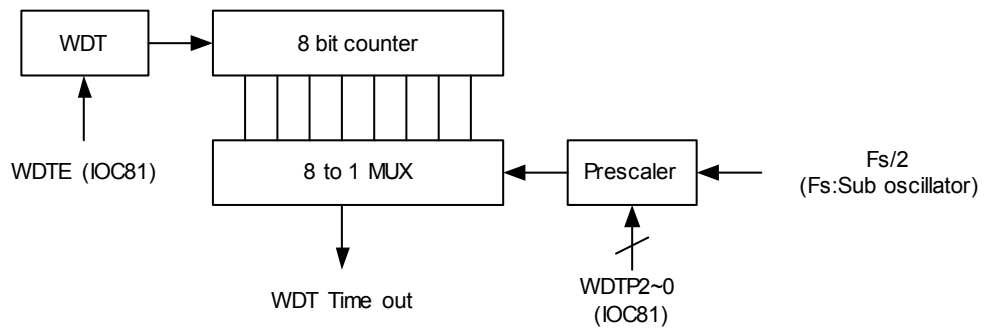 WDT
8 bit counter
WDTE (IOC81)
8 to 1 MUX
Prescaler
Fs/2
(Fs:Sub oscillator)
WDT Time out
WDTP2~0
(IOC81)